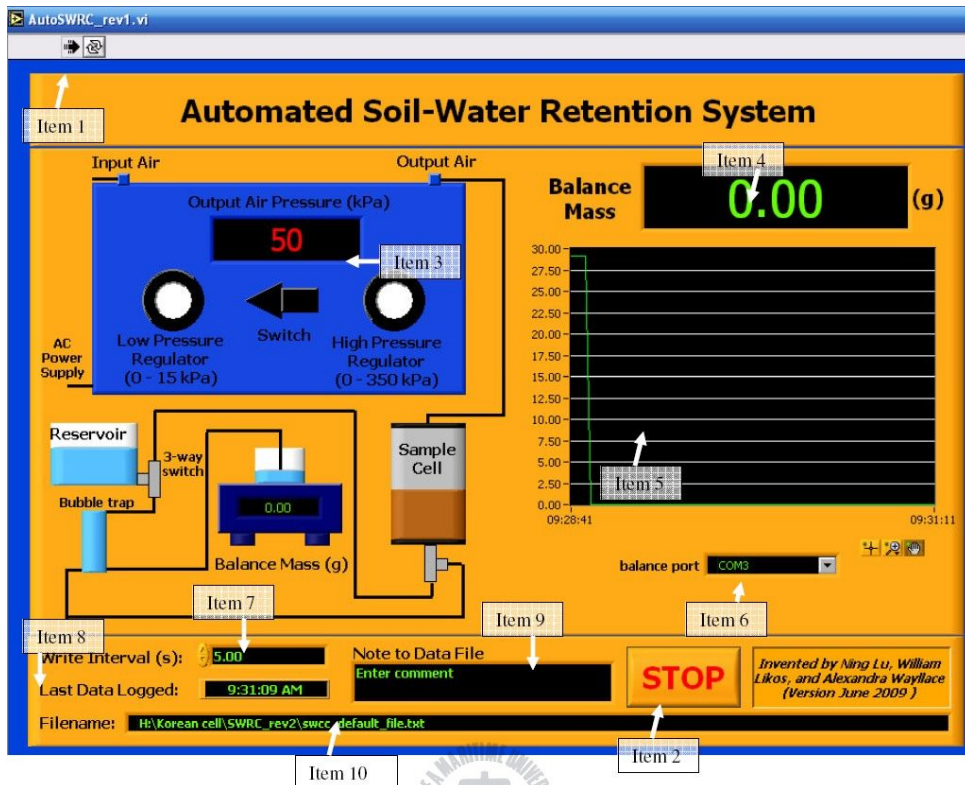 AutoSWRC_rev1.vi
Item 1
Automated Soil-Water Retention System
Input Air
Output Air
Output Air Pressure (kPa)
50
Item 3
Switch
Low Pressure
Regulator
(0 - 15 kPa)
High Pressure
Regulator
(0 - 350 kPa)
AC
Power
Supply
Reservoir
3-way
switch
Bubble trap
0.00
Balance Mass (g)
Sample
Cell
Balance
Mass
Item 4
0.00
(g)
30.00
27.50
25.00
22.50
20.00
17.50
15.00
12.50
10.00
7.50
5.00
2.50
0.00
Item 5
09:28:41
09:31:11
balance port
COM3
Item 6
Item 7
Item 8
Item 9
Write Interval (s):
5.00
Last Data Logged:
9:31:09 AM
Note to Data File
Enter comment
STOP
Invented by Ning Lu, William
Likos, and Alexandra Wayllace
(Version June 2009 )
Filename:
H:\Korean cell\SWRC_rev2\swcc_default_file.txt
Item 10
Item 2